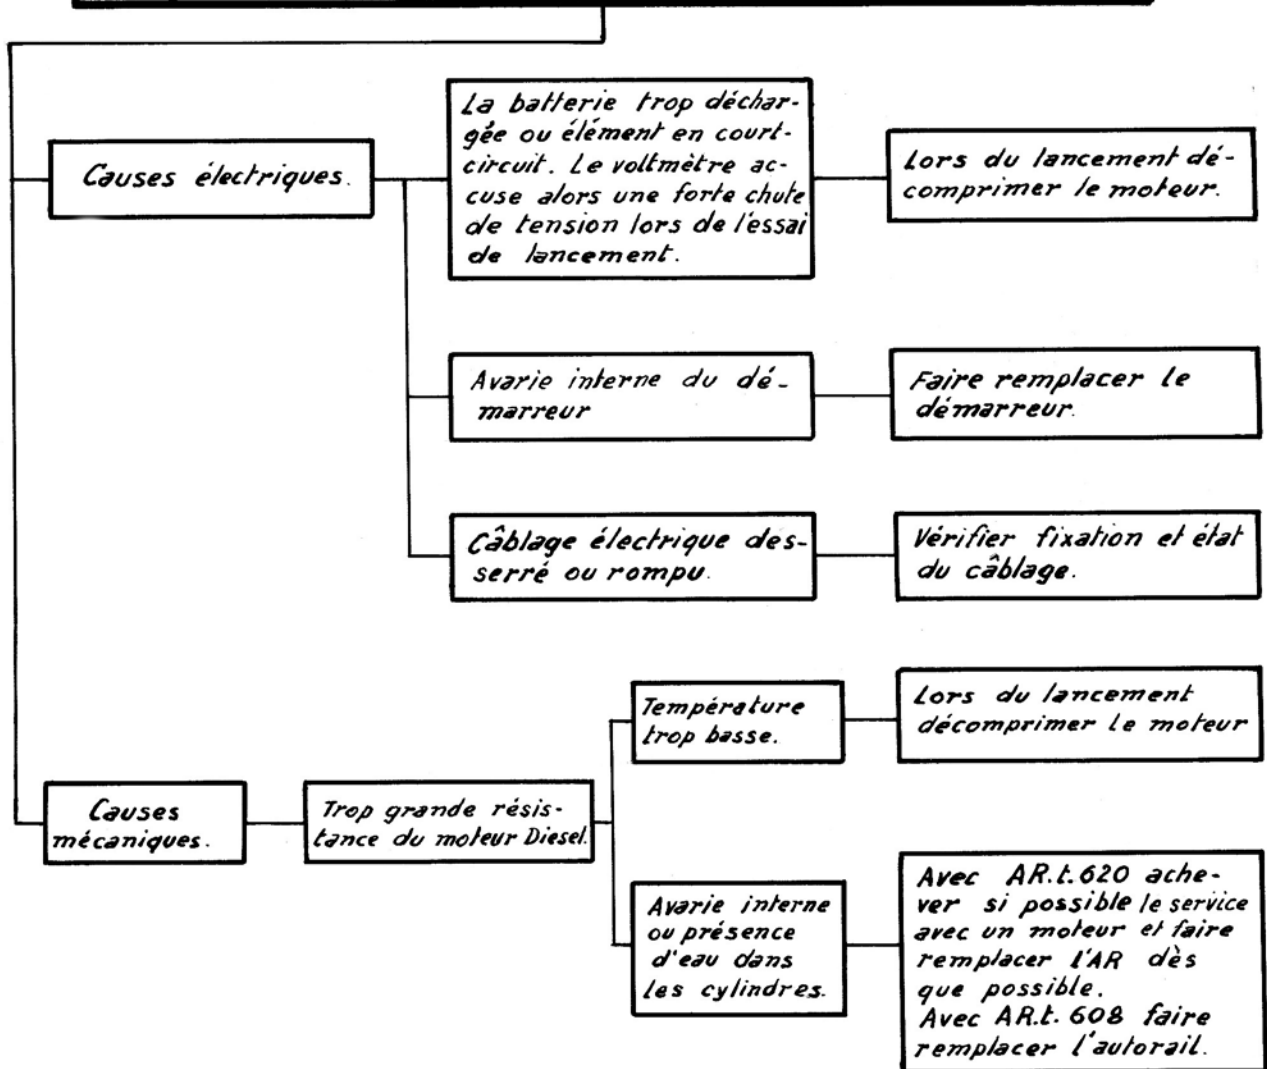 Causes électriques.
La batterie trop déchar-
gée ou élément en court-
circuit. Le voltmètre ac-
cuse alors une forte chute
de tension lors de l'essai
de lancement.
Lors du lancement dé-
comprimer le moteur.
Avarie interne du dé-
marreur
Faire remplacer le
démarreur.
Câblage électrique des-
serré ou rompu.
Vérifier fixation et état
du câblage.
Causes
mécaniques.
Trop grande résis-
tance du moteur Diesel.
Température
trop basse.
Lors du lancement
décomprimer le moteur
Avarie interne
ou présence
d'eau dans
les cylindres.
Avec AR.t.620 ache-
ver si possible le service
avec un moteur et faire
remplacer l'AR dès
que possible.
Avec AR.t. 608 faire
remplacer l'autorail.